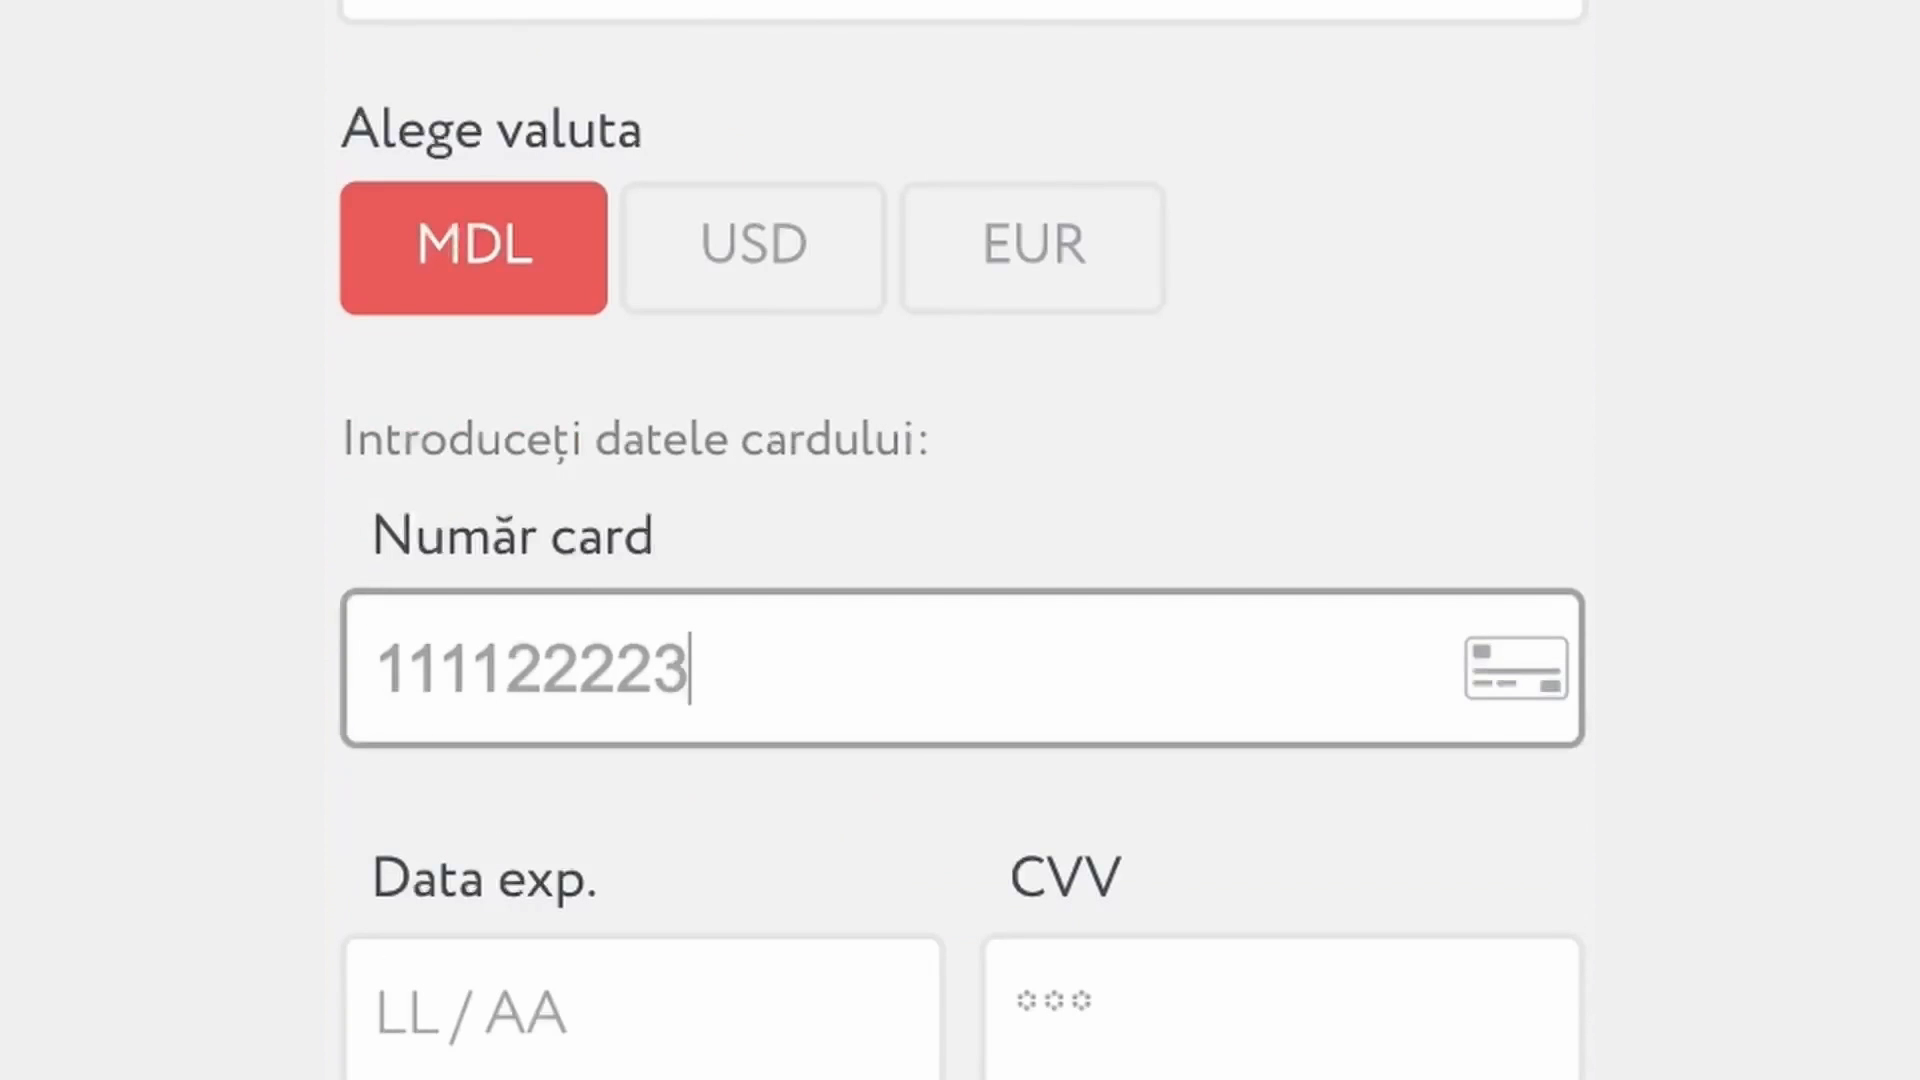 Alege valuta
MDL USD EUR
Introduceți datele cardului:
Număr card
111122223
Data exp. CVV
LL / AA ***